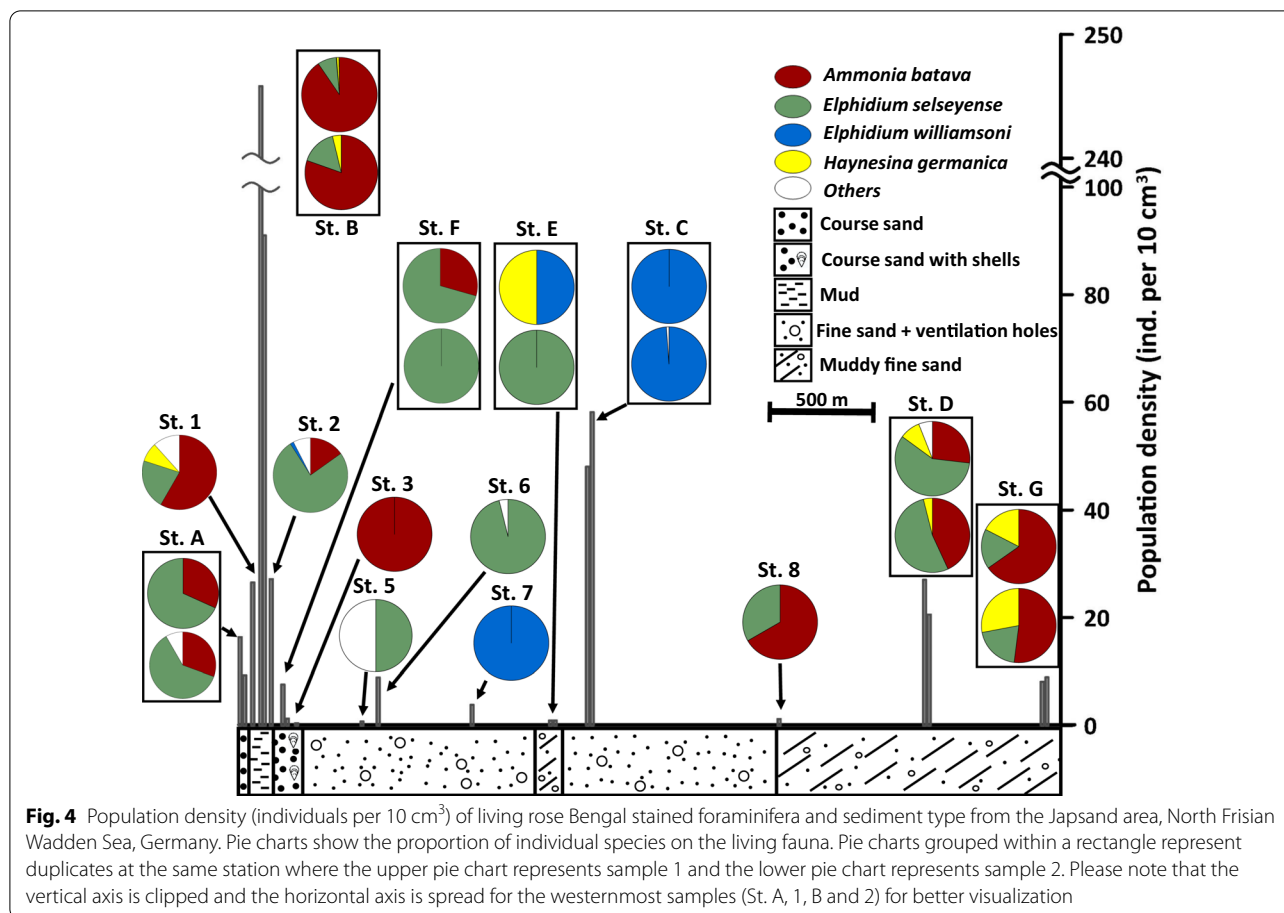 250
240
100
80
60
40
20
0
Population density (ind. per 10 cm³)
Ammonia batava
Elphidium selseyense
Elphidium williamsoni
Haynesina germanica
Others
Course sand
Course sand with shells
Mud
Fine sand + ventilation holes
Muddy fine sand
500 m
St. B
St. F
St. E
St. C
St. D
St. 1
St. 2
St. 3
St. 6
St. G
St. A
St. 5
St. 7
St. 8
Fig. 4 Population density (individuals per 10 cm³) of living rose Bengal stained foraminifera and sediment type from the Japsand area, North Frisian
Wadden Sea, Germany. Pie charts show the proportion of individual species on the living fauna. Pie charts grouped within a rectangle represent
duplicates at the same station where the upper pie chart represents sample 1 and the lower pie chart represents sample 2. Please note that the
vertical axis is clipped and the horizontal axis is spread for the westernmost samples (St. A, 1, B and 2) for better visualization